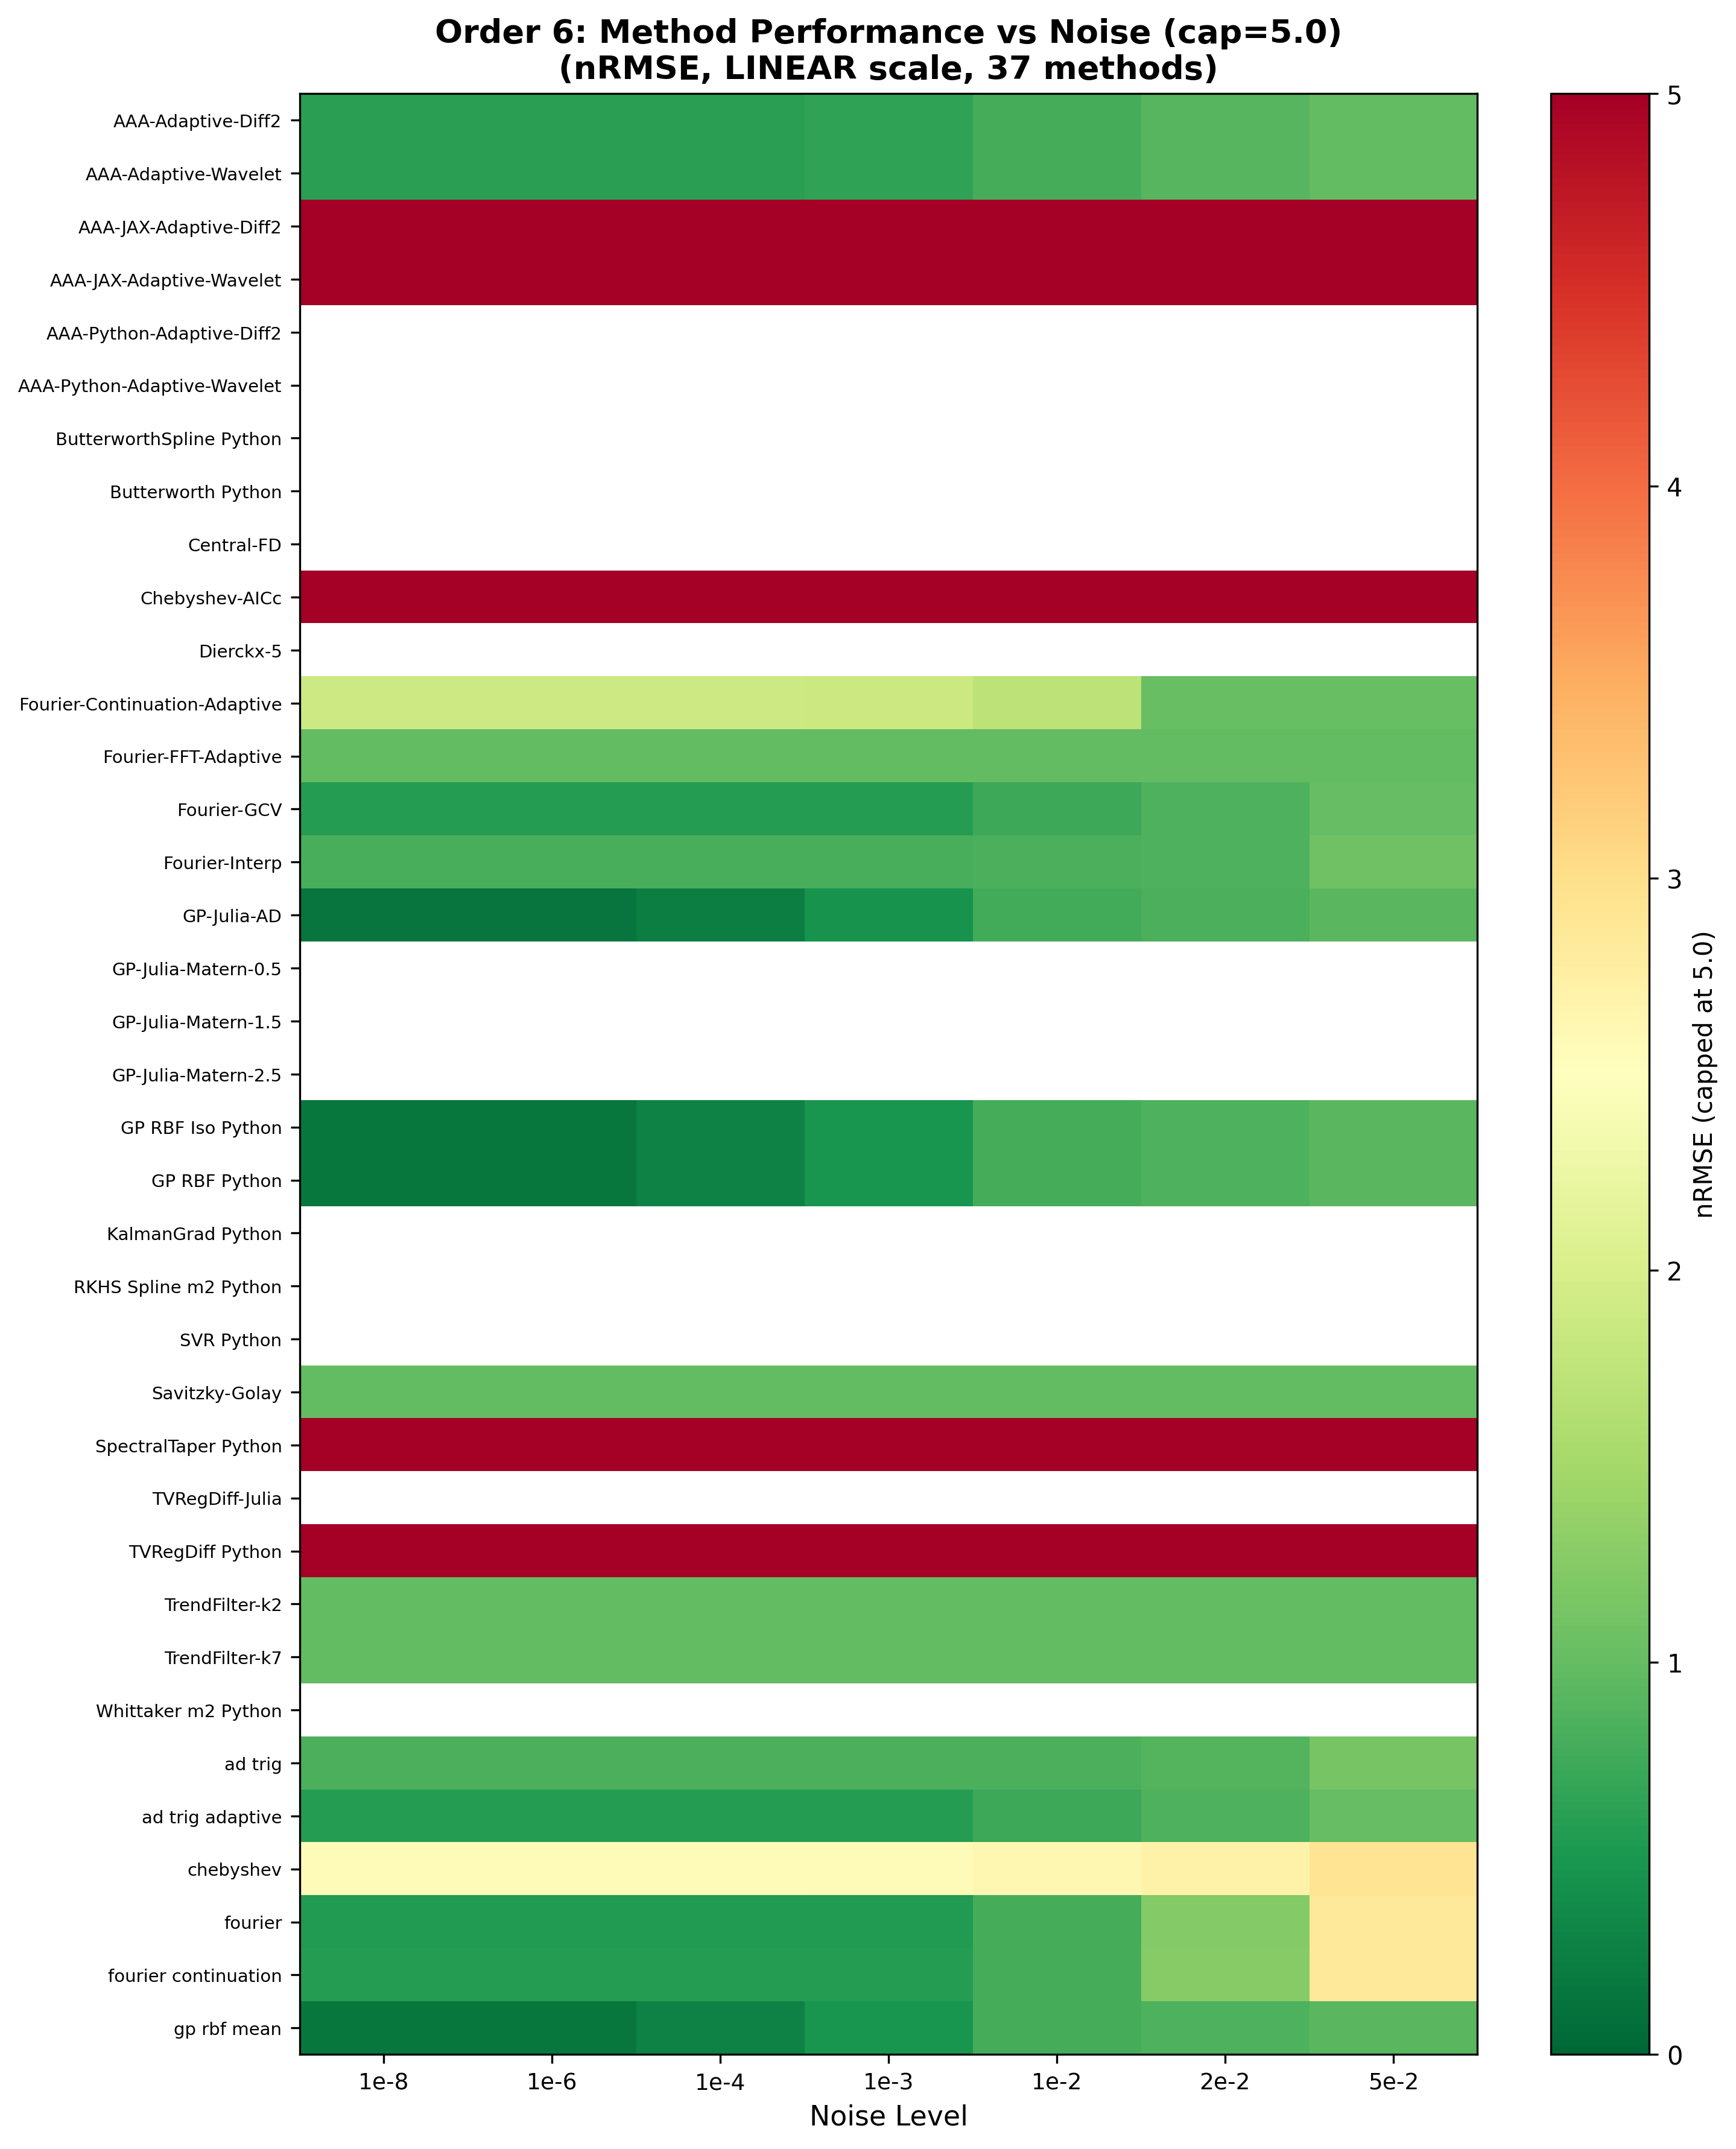 Order 6: Method Performance vs Noise (cap=5.0)
(nRMSE, LINEAR scale, 37 methods)
AAA-Adaptive-Diff2
AAA-Adaptive-Wavelet
AAA-JAX-Adaptive-Diff2
AAA-JAX-Adaptive-Wavelet
AAA-Python-Adaptive-Diff2
AAA-Python-Adaptive-Wavelet
ButterworthSpline Python
Butterworth Python
Central-FD
Chebyshev-AICc
Dierckx-5
Fourier-Continuation-Adaptive
Fourier-FFT-Adaptive
Fourier-GCV
Fourier-Interp
GP-Julia-AD
GP-Julia-Matern-0.5
GP-Julia-Matern-1.5
GP-Julia-Matern-2.5
GP RBF Iso Python
GP RBF Python
KalmanGrad Python
RKHS Spline m2 Python
SVR Python
Savitzky-Golay
SpectralTaper Python
TVRegDiff-Julia
TVRegDiff Python
TrendFilter-k2
TrendFilter-k7
Whittaker m2 Python
ad trig
ad trig adaptive
chebyshev
fourier
fourier continuation
gp rbf mean
1e-8 1e-6 1e-4 1e-3 1e-2 2e-2 5e-2
Noise Level
5
4
3
2
1
0
nRMSE (capped at 5.0)